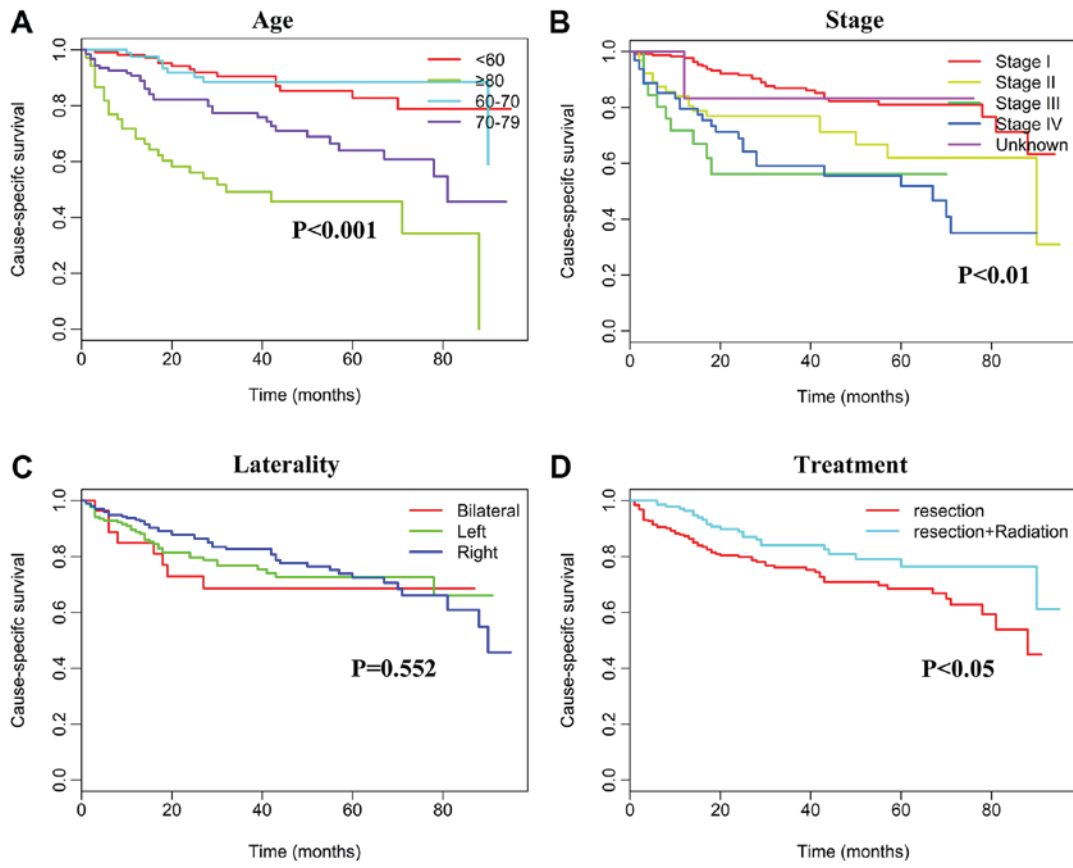 A
Age
Cause-specifc survival
0.0 0.2 0.4 0.6 0.8 1.0
<60
≥80
60-70
70-79
P<0.001
0 20 40 60 80
Time (months)
B
Stage
Cause-specifc survival
0.0 0.2 0.4 0.6 0.8 1.0
Stage I
Stage II
Stage III
Stage IV
Unknown
P<0.01
0 20 40 60 80
Time (months)
C
Laterality
Cause-specifc survival
0.0 0.2 0.4 0.6 0.8 1.0
Bilateral
Left
Right
P=0.552
0 20 40 60 80
Time (months)
D
Treatment
Cause-specifc survival
0.0 0.2 0.4 0.6 0.8 1.0
resection
resection+Radiation
P<0.05
0 20 40 60 80
Time (months)